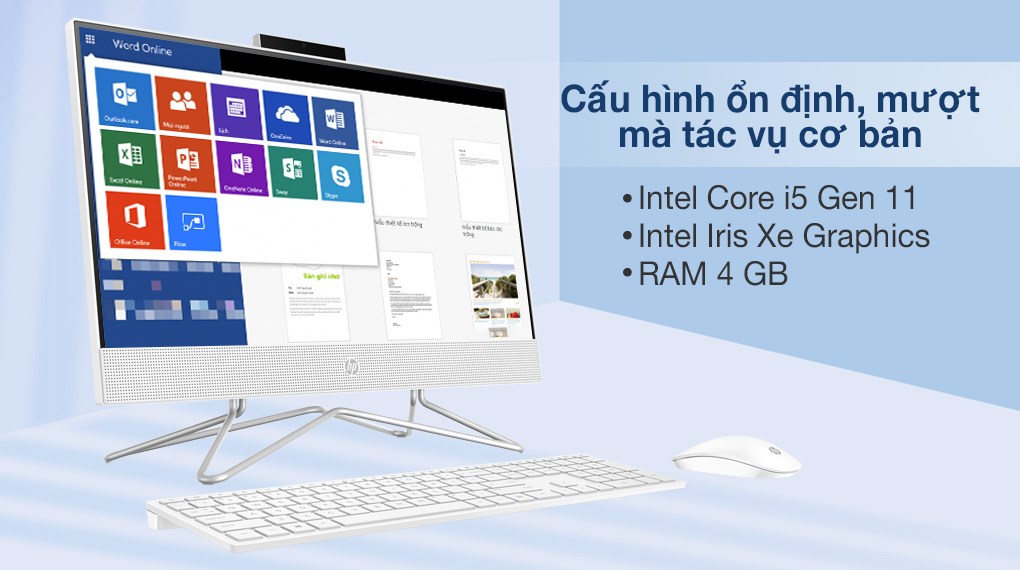 Word Online
Outlook.com
Mọi người
Lịch
OneDrive
Word Online
Excel Online
PowerPoint
Online
OneNote Online
Sway
Skype
Office Online
Flow
Bản ghi nhớ
hp
Cấu hình ổn định, mượt
mà tác vụ cơ bản
• Intel Core i5 Gen 11
• Intel Iris Xe Graphics
• RAM 4 GB